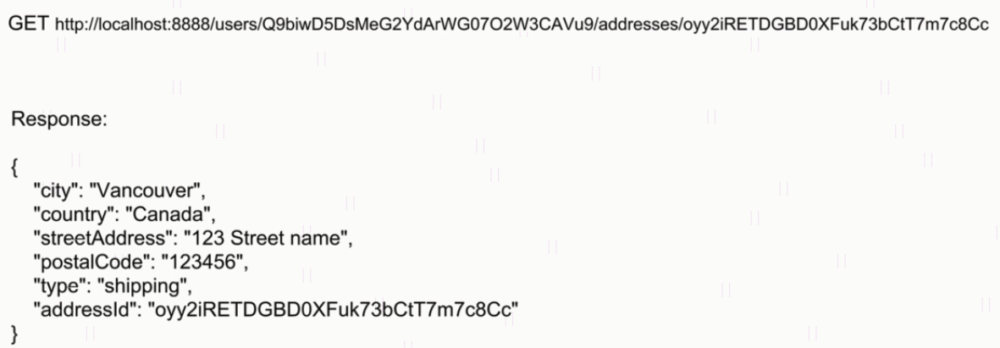 GET http://localhost:8888/users/Q9biwD5DsMeG2YdArWG07O2W3CAVu9/addresses/oyy2iRETDGBD0XFuk73bCtT7m7c8Cc
Response:
{
"city": "Vancouver",
"country": "Canada",
"streetAddress": "123 Street name",
"postalCode": "123456",
"type": "shipping",
"addressId": "oyy2iRETDGBD0XFuk73bCtT7m7c8Cc"
}